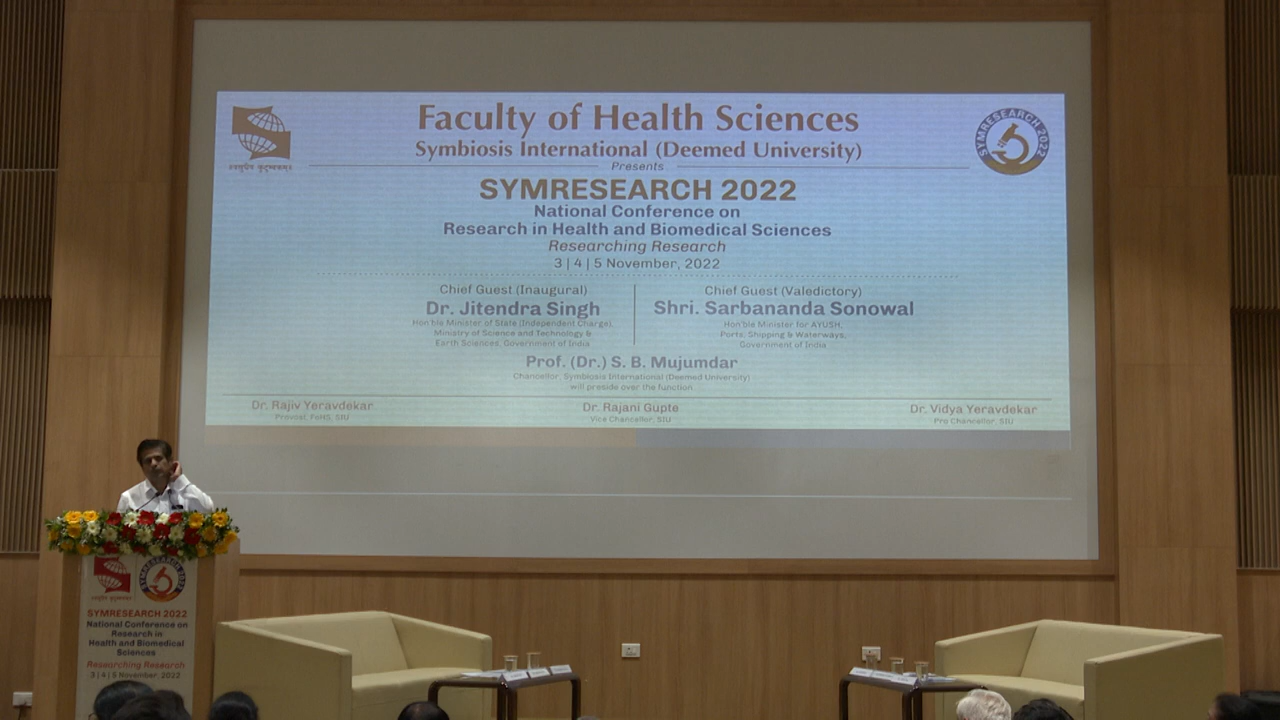 Faculty of Health Sciences
Symbiosis International (Deemed University)
Presents
SYMRESEARCH 2022
SYMRESEARCH 2022
National Conference on
Research in Health and Biomedical Sciences
Researching Research
3 | 4 | 5 November, 2022
Chief Guest (Inaugural)
Dr. Jitendra Singh
Hon'ble Minister of State (Independent Charge),
Ministry of Science and Technology &
Earth Sciences, Government of India
Chief Guest (Valedictory)
Shri. Sarbananda Sonowal
Hon'ble Minister for AYUSH,
Ports, Shipping & Waterways,
Government of India
Prof. (Dr.) S. B. Mujumdar
Chancellor, Symbiosis International (Deemed University)
will preside over the function
Dr. Rajiv Yeravdekar
Provost, FoHS, SIU
Dr. Rajani Gupte
Vice Chancellor, SIU
Dr. Vidya Yeravdekar
Pro Chancellor, SIU
SYMRESEARCH 2022
National Conference on
Research in
Health and Biomedical
Sciences
Researching Research
3 | 4 | 5 November, 2022